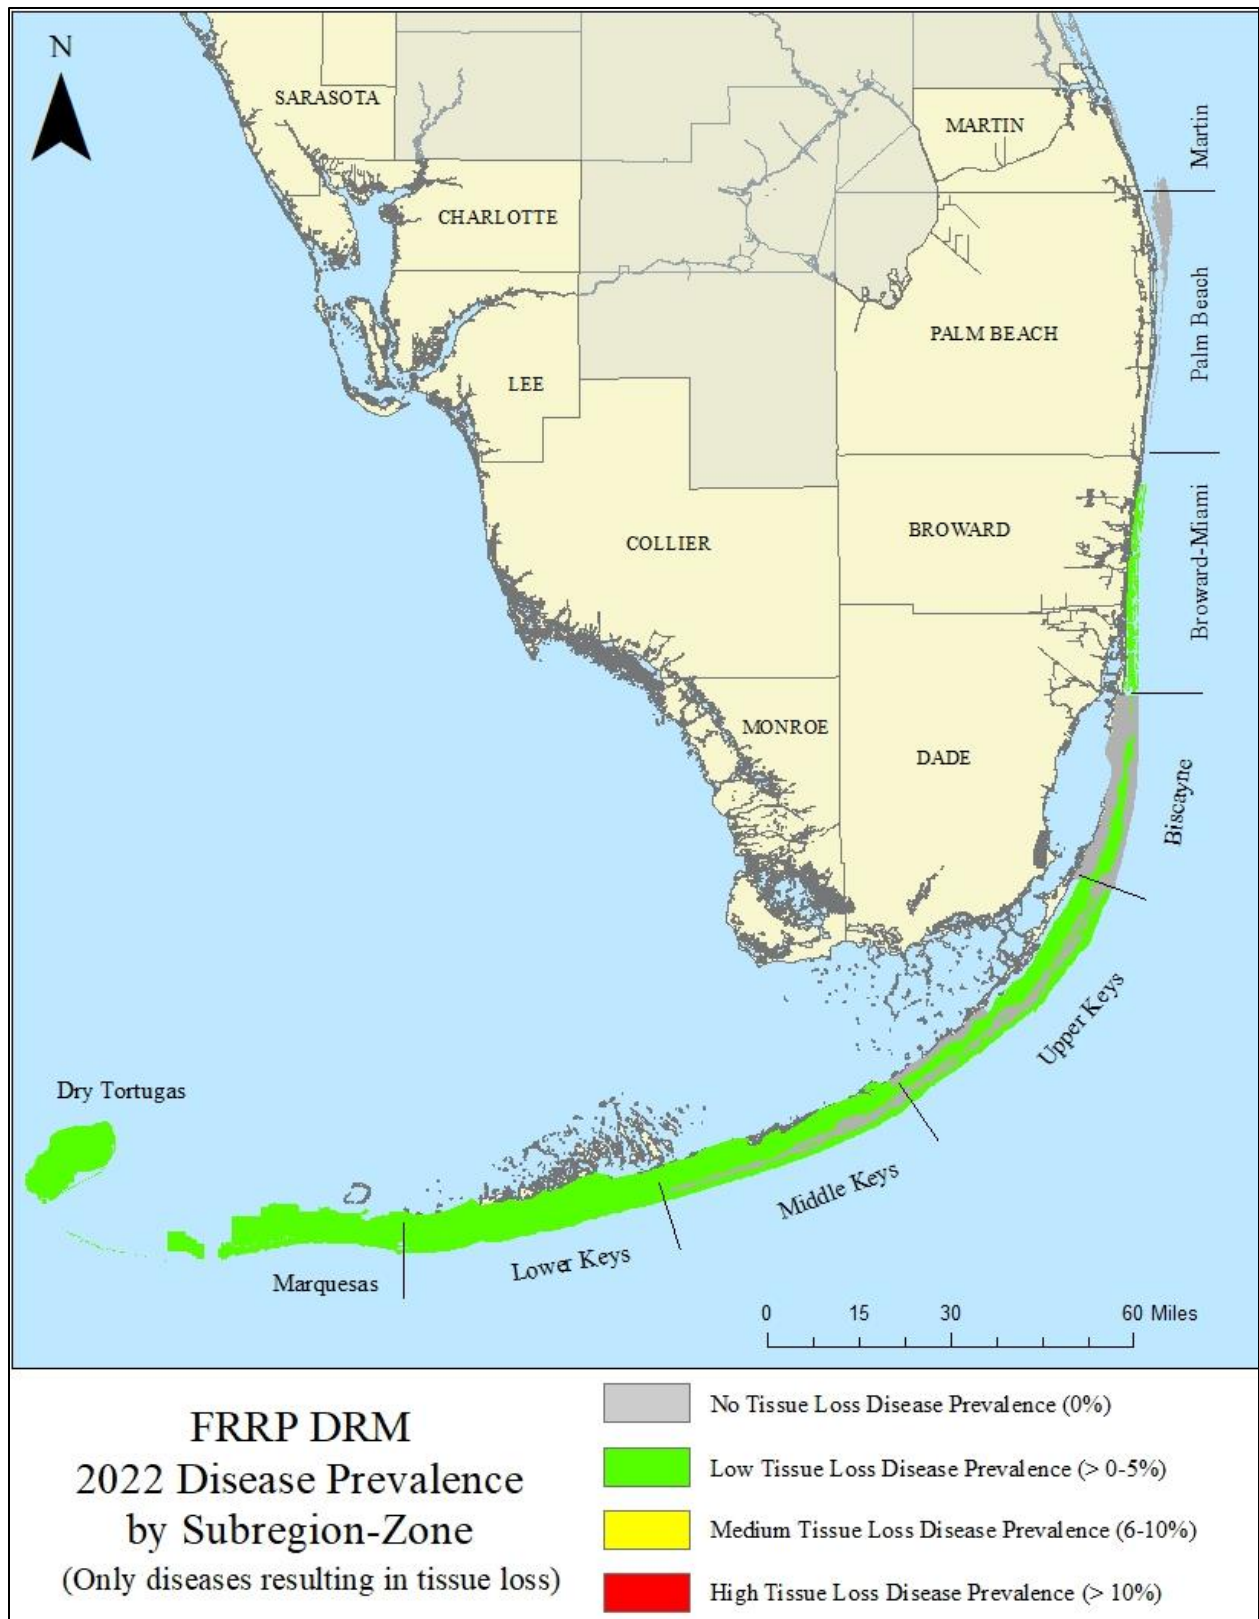 N
SARASOTA
MARTIN
Martin
CHARLOTTE
PALM BEACH
Palm Beach
LEE
BROWARD
COLLIER
Broward-Miami
MONROE
DADE
Biscayne
Upper Keys
Dry Tortugas
Middle Keys
Lower Keys
Marquesas
0 15 30 60 Miles
FRRP DRM
2022 Disease Prevalence
by Subregion-Zone
(Only diseases resulting in tissue loss)
No Tissue Loss Disease Prevalence (0%)
Low Tissue Loss Disease Prevalence (> 0-5%)
Medium Tissue Loss Disease Prevalence (6-10%)
High Tissue Loss Disease Prevalence (> 10%)